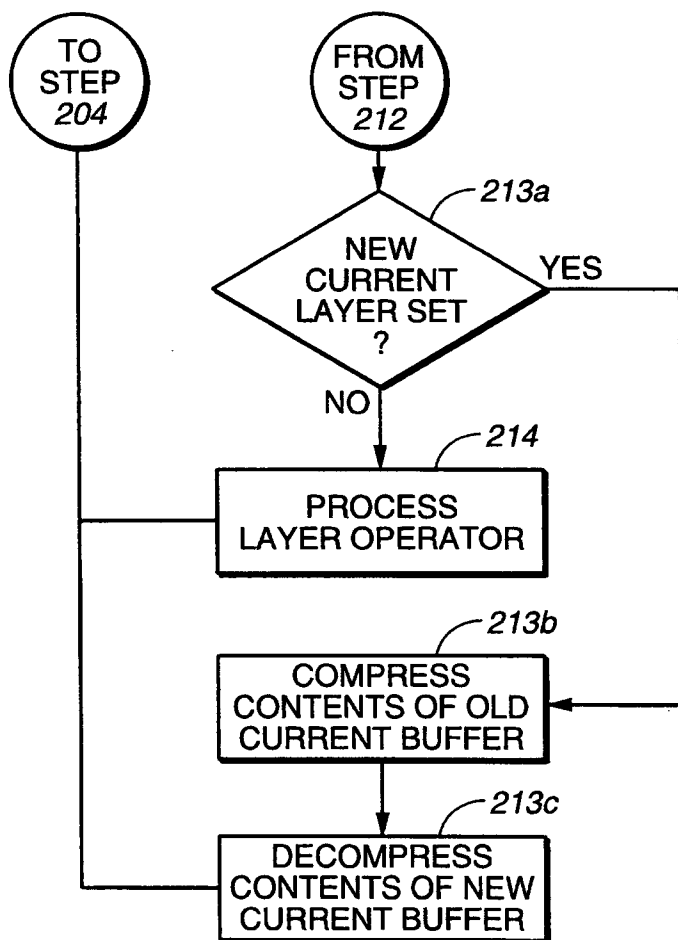 TO
STEP
204
FROM
STEP
212
213a
NEW
CURRENT
LAYER SET
?
YES
NO
214
PROCESS
LAYER OPERATOR
213b
COMPRESS
CONTENTS OF OLD
CURRENT BUFFER
213c
DECOMPRESS
CONTENTS OF NEW
CURRENT BUFFER